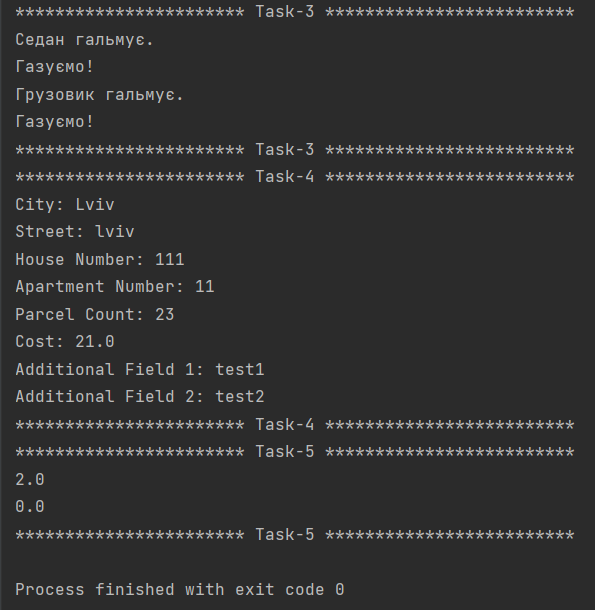 *********************** Task-3 *************************
Седан гальмує.
Газуємо!
Грузовик гальмує.
Газуємо!
*********************** Task-3 *************************
*********************** Task-4 *************************
City: Lviv
Street: lviv
House Number: 111
Apartment Number: 11
Parcel Count: 23
Cost: 21.0
Additional Field 1: test1
Additional Field 2: test2
*********************** Task-4 *************************
*********************** Task-5 *************************
2.0
0.0
*********************** Task-5 *************************
Process finished with exit code 0